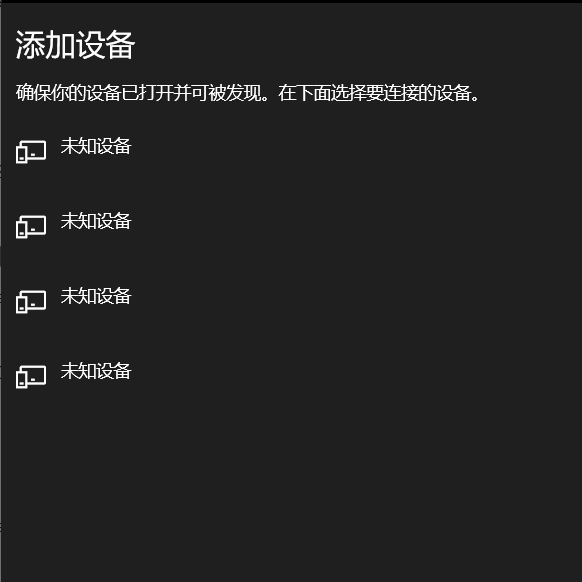 添加设备
确保你的设备已打开并可被发现。在下面选择要连接的设备。
未知设备
未知设备
未知设备
未知设备